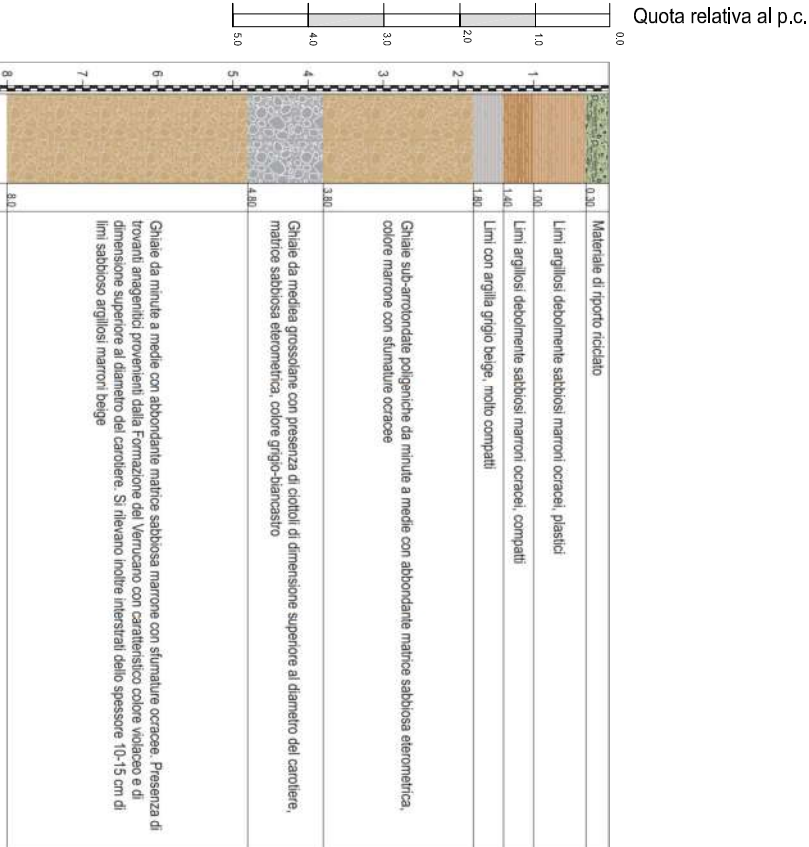 Quota relativa al p.c.
0.0
1.0
2.0
3.0
4.0
5.0
1
2
3
4
5
6
7
8
0.30
Materiale di riporto riciclato
1.00
Limi argillosi debolmente sabbiosi marroni ocracei, plastici
1.40
Limi argillosi debolmente sabbiosi marroni ocracei, compatti
1.80
Limi con argilla grigio beige, molto compatti
3.80
Ghiaie sub-arrotondate poligeniche da minute a medie con abbondante matrice sabbiosa eterometrica,
colore marrone con sfumature ocracee
4.80
Ghiaie da mediea grossolane con presenza di ciottoli di dimensione superiore al diametro del carotiere,
matrice sabbiosa eterometrica, colore grigio-biancastro
8.0
Ghiaie da minute a medie con abbondante matrice sabbiosa marrone con sfumature ocracee. Presenza di
trovanti anagenitici provenienti dalla Formazione del Verrucano con caratteristico colore violaceo e di
dimensione superiore al diametro del carotiere. Si rilevano inoltre interstrati dello spessore 10-15 cm di
limi sabbioso argillosi marroni beige